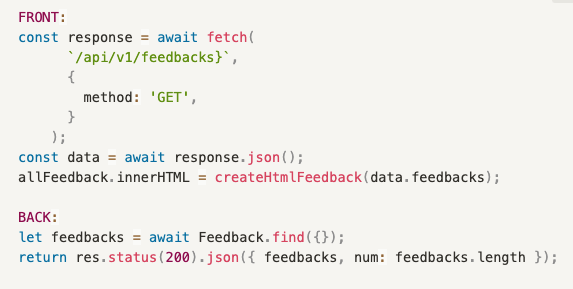 FRONT:
const response = await fetch(
`/api/v1/feedbacks}`,
{
method: 'GET',
}
);
const data = await response.json();
allFeedback.innerHTML = createHtmlFeedback(data.feedbacks);
BACK:
let feedbacks = await Feedback.find({});
return res.status(200).json({ feedbacks, num: feedbacks.length });